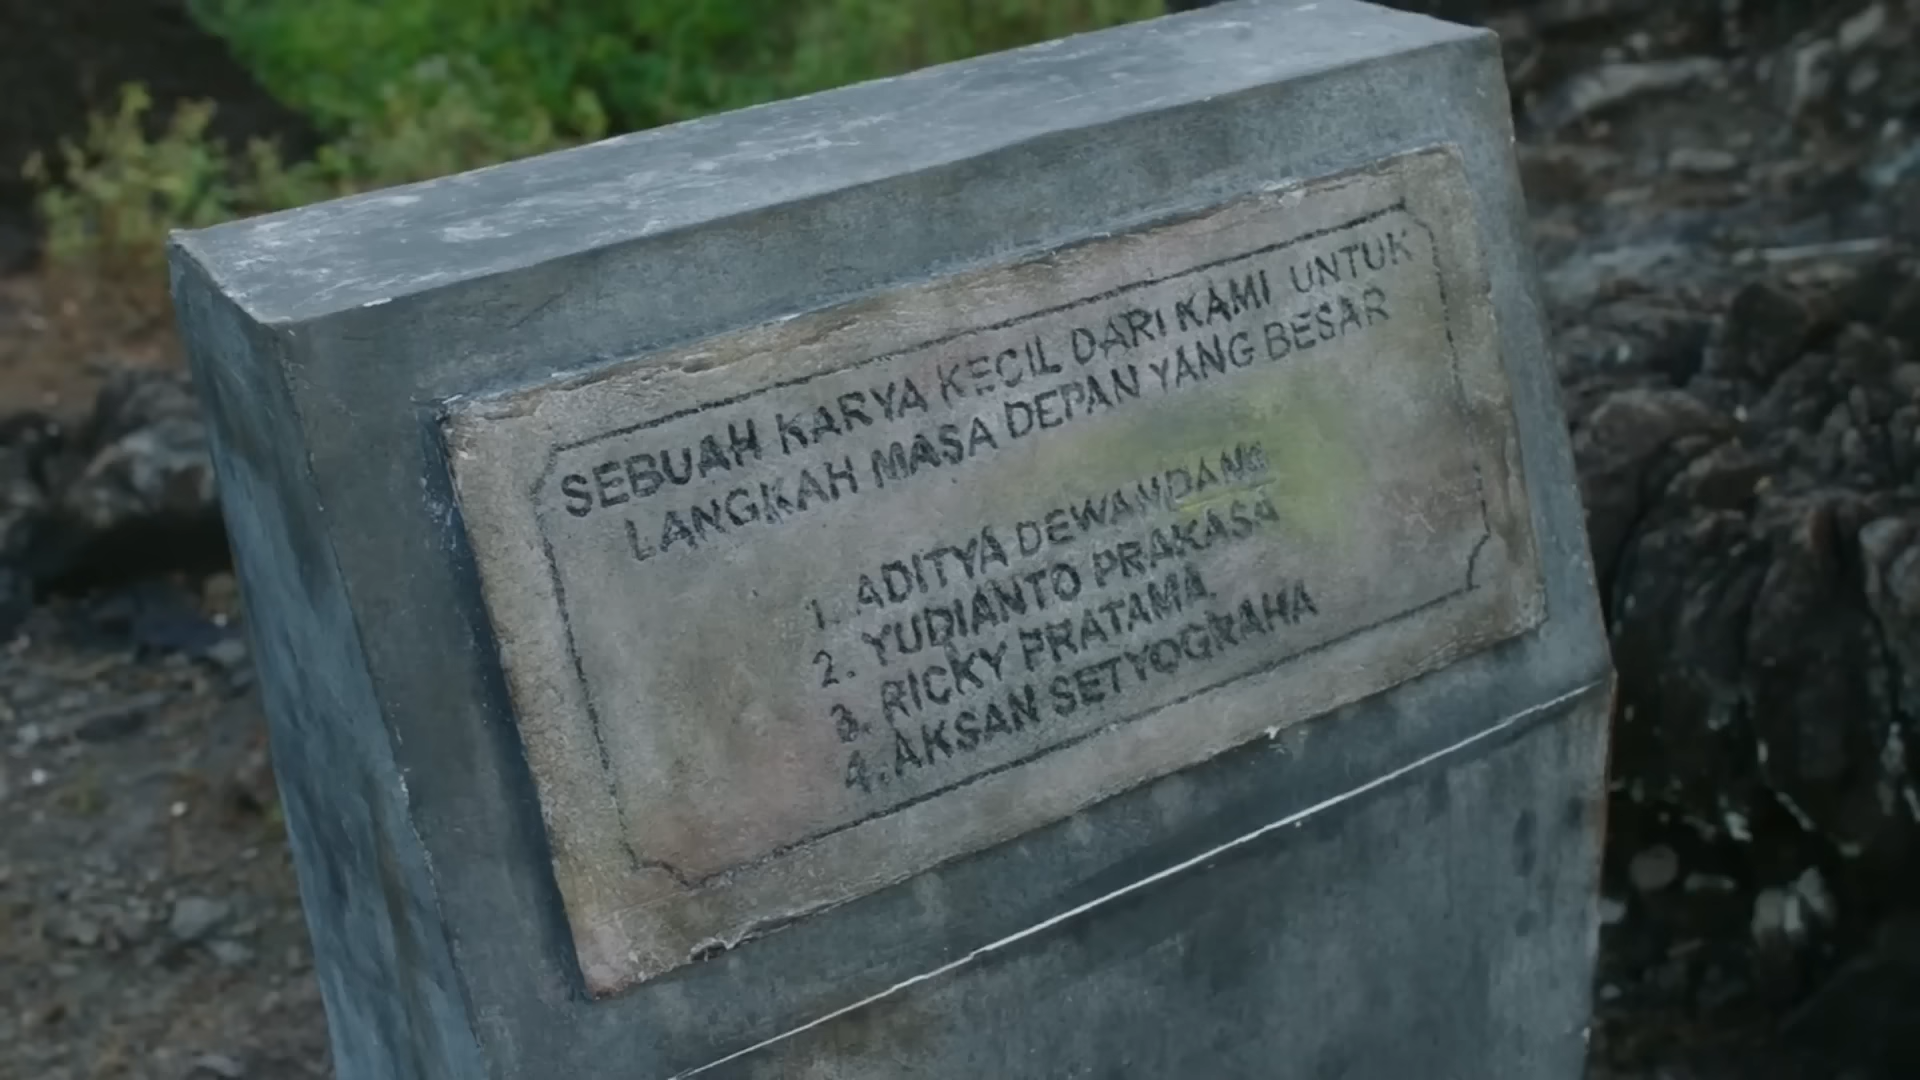 SEBUAH KARYA KECIL DARI KAMI UNTUK
LANGKAH MASA DEPAN YANG BESAR
1. ADITYA DEWANDANG
2. YUDIANTO PRAKASA
3. RICKY PRATAMA
4. AKSAN SETYOGRAHA